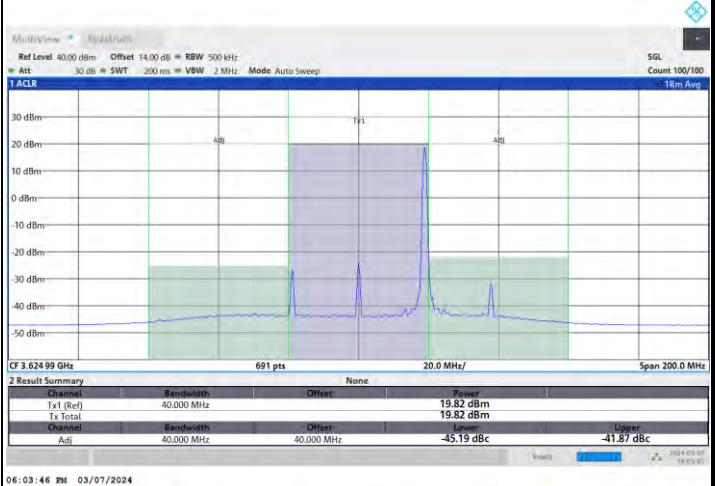 MultiView
Ref Level 40.00 dBm Offset 14.00 dB RBW 500 kHz SGL
Att 30 dB SWT 200 ms VBW 2 MHz Mode Auto Sweep Count 100/100
1 ACLR 1Rm Avg
Tx1
Adj Adj
30 dBm
20 dBm
10 dBm
0 dBm
-10 dBm
-20 dBm
-30 dBm
-40 dBm
-50 dBm
CF 3.624 99 GHz 691 pts 20.0 MHz/ Span 200.0 MHz
2 Result Summary None
Channel Bandwidth Offset Power
Tx1 (Ref) 40.000 MHz 19.82 dBm
Tx Total 19.82 dBm
Channel Bandwidth Offset Lower Upper
Adj 40.000 MHz 40.000 MHz -45.19 dBc -41.87 dBc
06:03:46 PM 03/07/2024